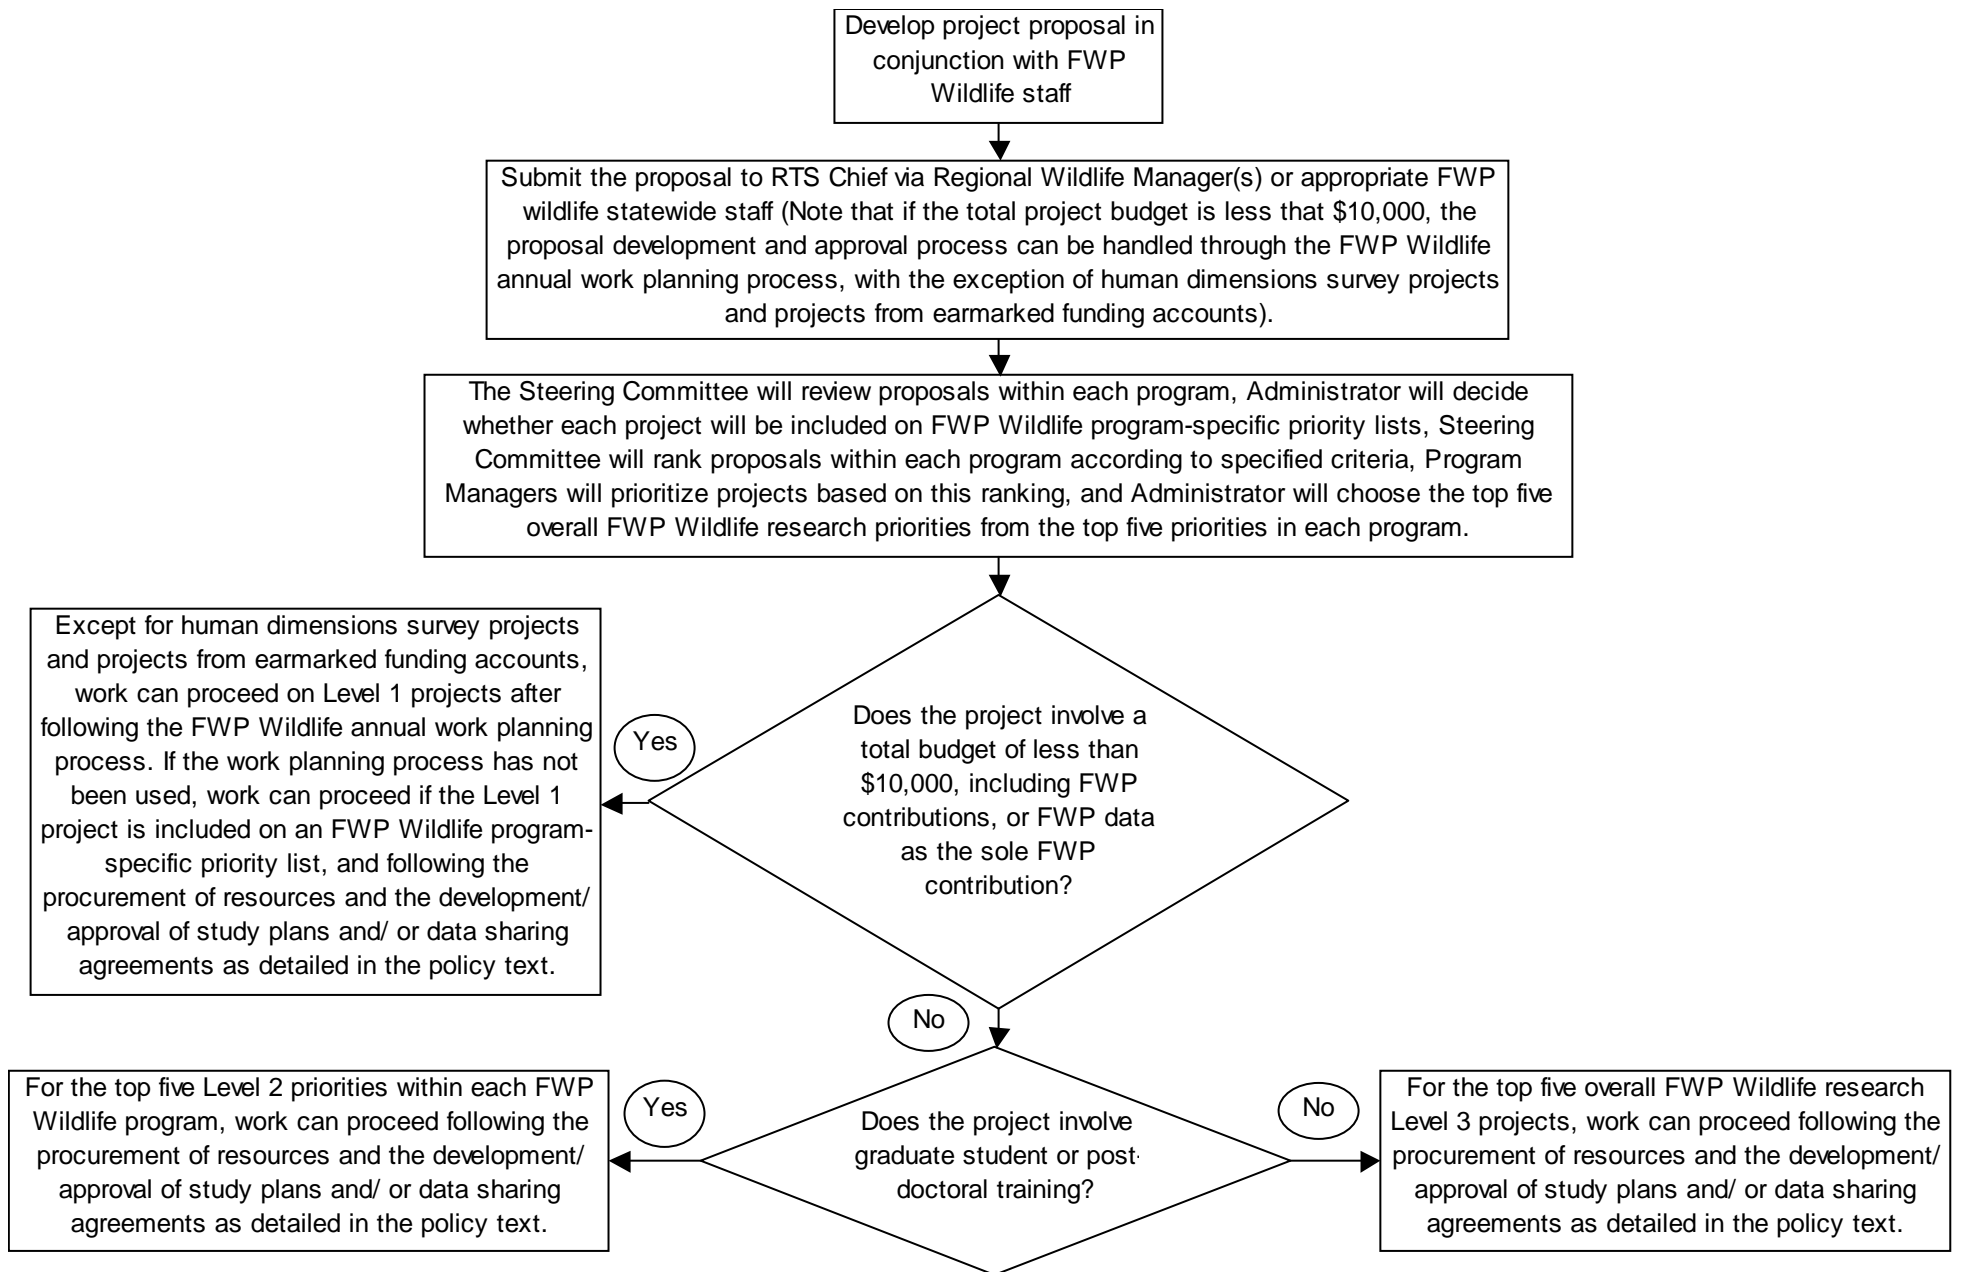 Develop project proposal in
conjunction with FWP
Wildlife staff
Submit the proposal to RTS Chief via Regional Wildlife Manager(s) or appropriate FWP
wildlife statewide staff (Note that if the total project budget is less that $10,000, the
proposal development and approval process can be handled through the FWP Wildlife
annual work planning process, with the exception of human dimensions survey projects
and projects from earmarked funding accounts).
The Steering Committee will review proposals within each program, Administrator will decide
whether each project will be included on FWP Wildlife program-specific priority lists, Steering
Committee will rank proposals within each program according to specified criteria, Program
Managers will prioritize projects based on this ranking, and Administrator will choose the top five
overall FWP Wildlife research priorities from the top five priorities in each program.
Except for human dimensions survey projects
and projects from earmarked funding accounts,
work can proceed on Level 1 projects after
following the FWP Wildlife annual work planning
process. If the work planning process has not
been used, work can proceed if the Level 1
project is included on an FWP Wildlife program-
specific priority list, and following the
procurement of resources and the development/
approval of study plans and/ or data sharing
agreements as detailed in the policy text.
Yes
Does the project involve a
total budget of less than
$10,000, including FWP
contributions, or FWP data
as the sole FWP
contribution?
No
For the top five Level 2 priorities within each FWP
Wildlife program, work can proceed following the
procurement of resources and the development/
approval of study plans and/ or data sharing
agreements as detailed in the policy text.
Yes
Does the project involve
graduate student or post-
doctoral training?
No
For the top five overall FWP Wildlife research
Level 3 projects, work can proceed following the
procurement of resources and the development/
approval of study plans and/ or data sharing
agreements as detailed in the policy text.